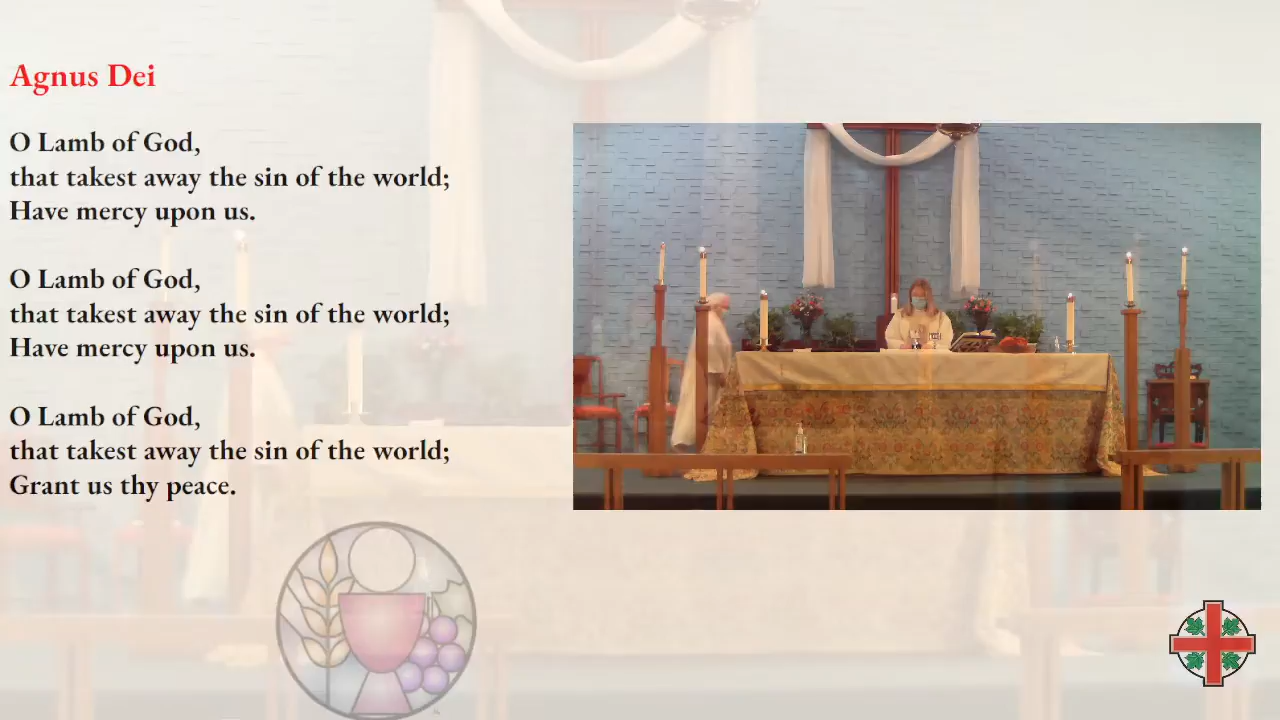 Agnus Dei
O Lamb of God,
that takest away the sin of the world;
Have mercy upon us.
O Lamb of God,
that takest away the sin of the world;
Have mercy upon us.
O Lamb of God,
that takest away the sin of the world;
Grant us thy peace.